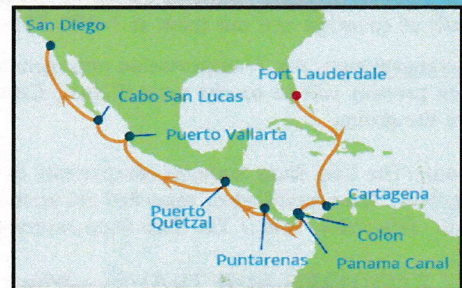 San Diego
Fort Lauderdale
Cabo San Lucas
Puerto Vallarta
Cartagena
Puerto
Quetzal
Colon
Puntarenas
Panama Canal